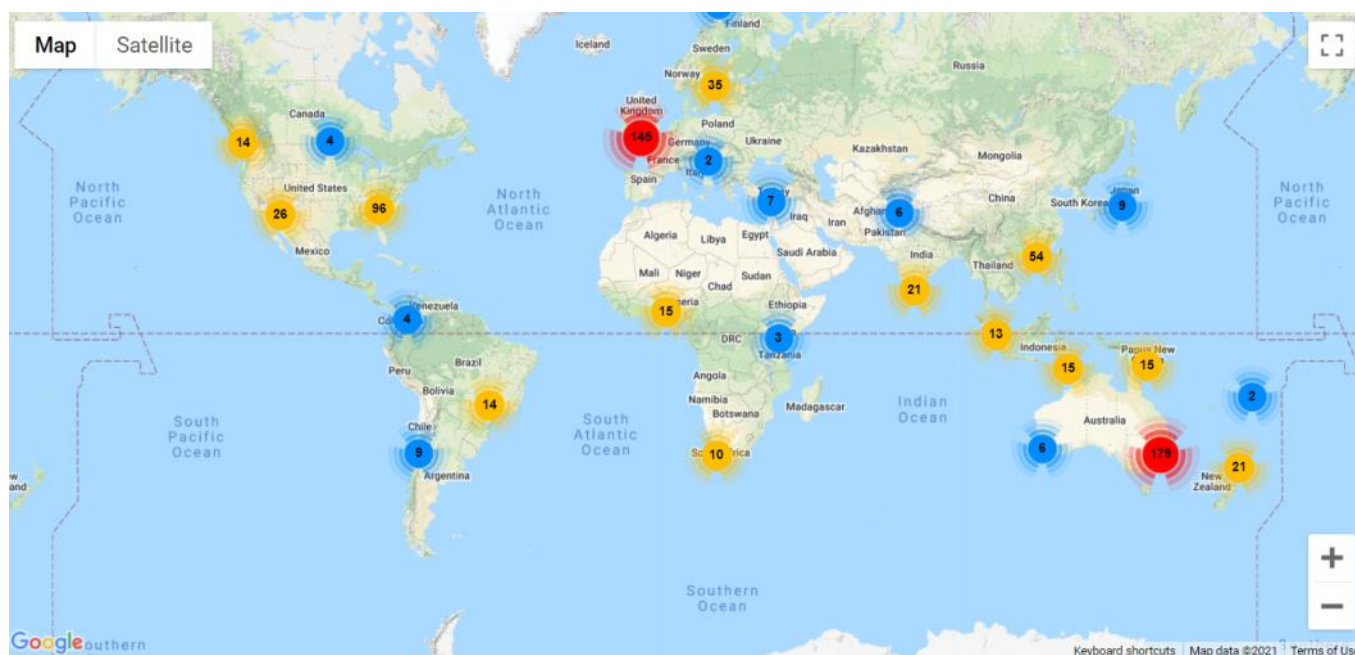 Map
Satellite
Finland
Iceland
Sweden
Russia
Norway
35
United
Kingdom
Canada
Poland
14
4
145
Germany
Ukraine
Kazakhstan
Mongolia
France
2
North
Pacific
Ocean
United States
Spain
North
Atlantic
Ocean
China
North
Pacific
Ocean
26
96
7
Iraq
Iran
6
Pakistan
South Korea
9
Mexico
Algeria
Libya
Egypt
Saudi Arabia
India
54
Thailand
Mali
Niger
Chad
Sudan
21
4
15
Ethiopia
DRC
3
Tanzania
13
Indonesia
15
Papua New
15
Peru
Brazil
Bolivia
14
Angola
Namibia
Botswana
Madagascar
Indian
Ocean
Australia
2
South
Pacific
Ocean
Chile
9
Argentina
South
Atlantic
Ocean
10
6
179
21
New
Zealand
Southern
Ocean
+
−
Google
Keyboard shortcuts
Map data ©2021
Terms of Use